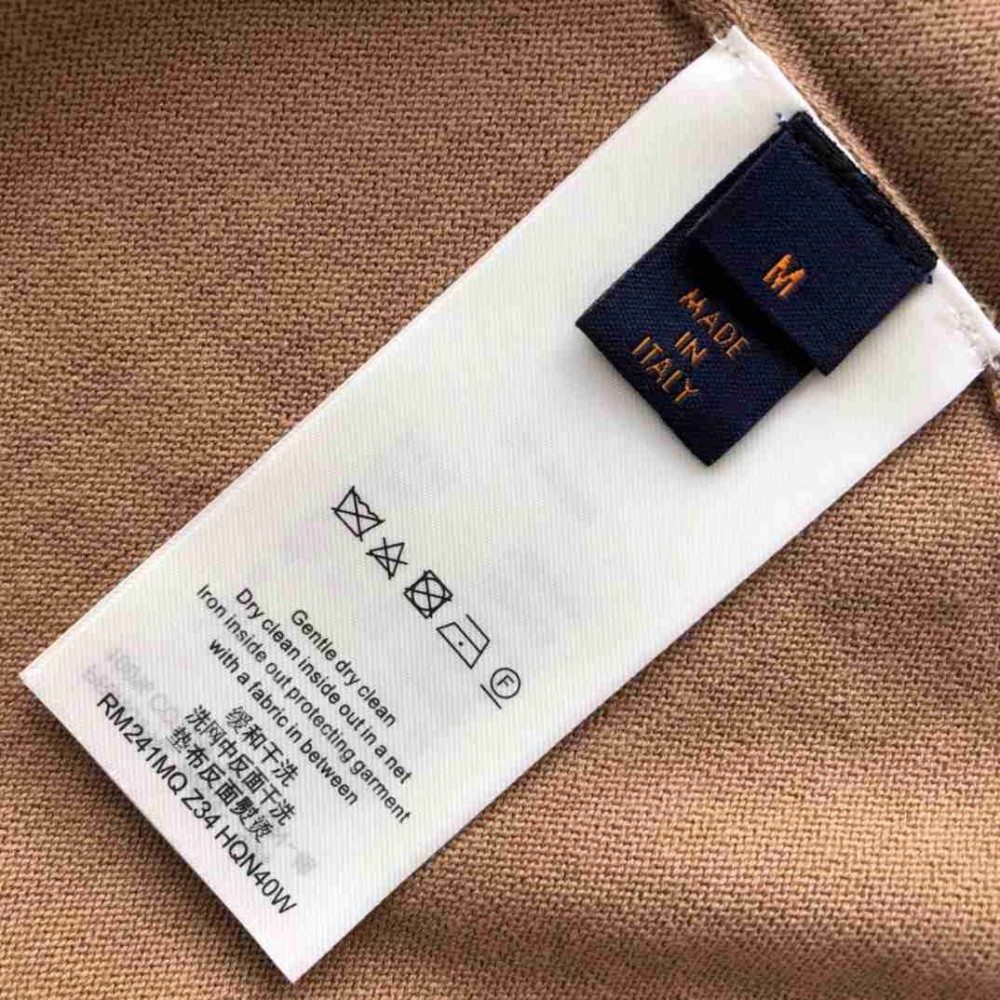 M
MADE
IN
ITALY
F
Gentle dry clean
Dry clean inside out in a net
Iron inside out protecting garment
with a fabric in between
缓和干洗
洗网中反面干洗
垫布反面熨烫
RM241MQ Z34 HQN40W